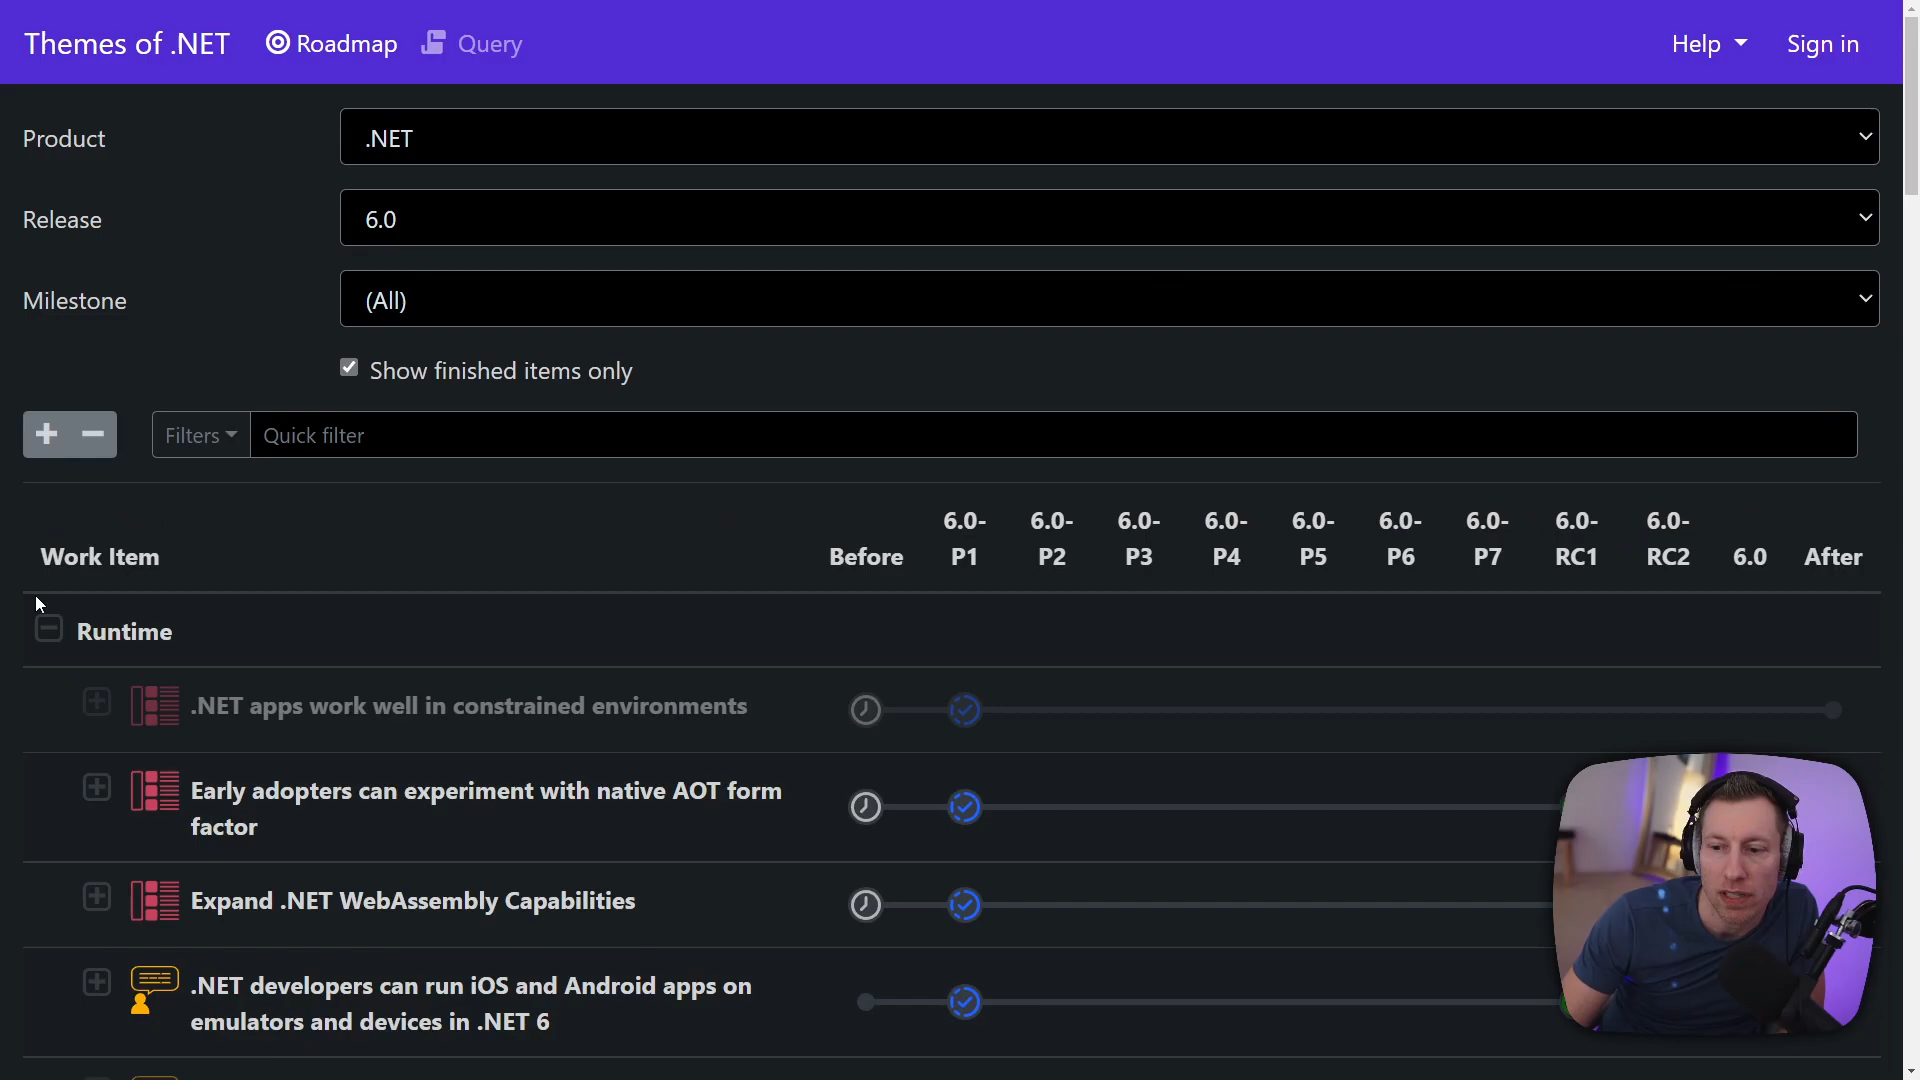 Themes of .NET Roadmap Query Help Sign in
Product .NET
Release 6.0
Milestone (All)
Show finished items only
Filters Quick filter
6.0- 6.0- 6.0- 6.0- 6.0- 6.0- 6.0- 6.0- 6.0-
Work Item Before P1 P2 P3 P4 P5 P6 P7 RC1 RC2 6.0 After
Runtime
.NET apps work well in constrained environments
Early adopters can experiment with native AOT form
factor
Expand .NET WebAssembly Capabilities
.NET developers can run iOS and Android apps on
emulators and devices in .NET 6